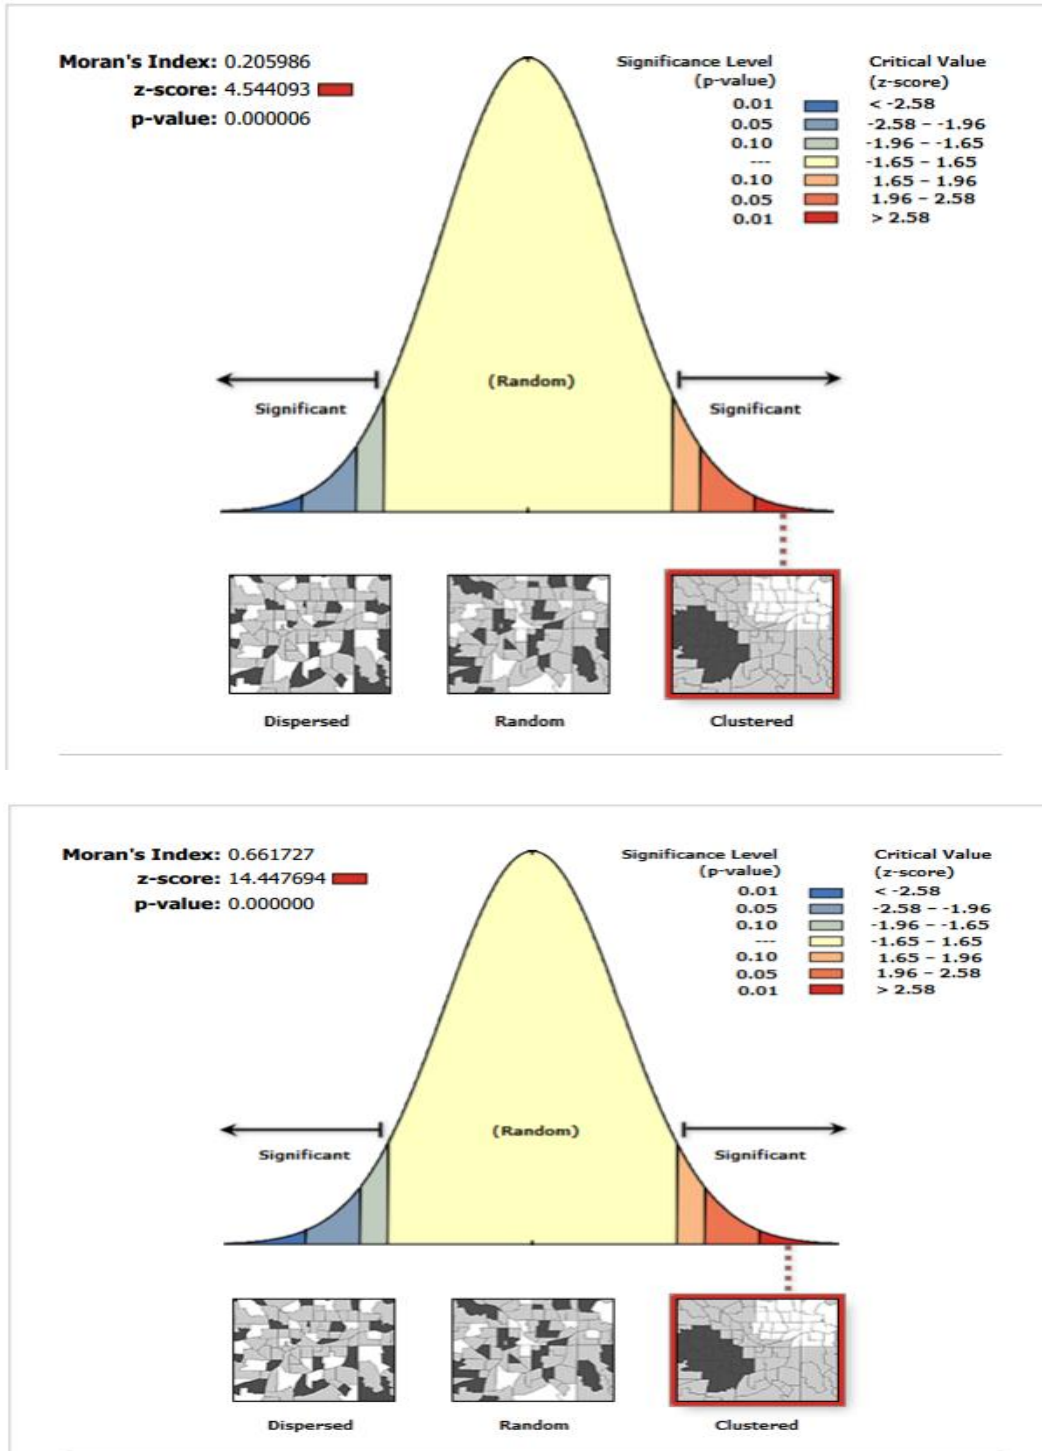 Moran's Index: 0.205986
z-score: 4.544093
p-value: 0.000006
Significance Level
(p-value)
Critical Value
(z-score)
0.01 < -2.58
0.05 -2.58 – -1.96
0.10 -1.96 – -1.65
--- -1.65 – 1.65
0.10 1.65 – 1.96
0.05 1.96 – 2.58
0.01 > 2.58
(Random)
Significant
Significant
Dispersed
Random
Clustered
Moran's Index: 0.661727
z-score: 14.447694
p-value: 0.000000
Significance Level
(p-value)
Critical Value
(z-score)
0.01 < -2.58
0.05 -2.58 – -1.96
0.10 -1.96 – -1.65
--- -1.65 – 1.65
0.10 1.65 – 1.96
0.05 1.96 – 2.58
0.01 > 2.58
(Random)
Significant
Significant
Dispersed
Random
Clustered